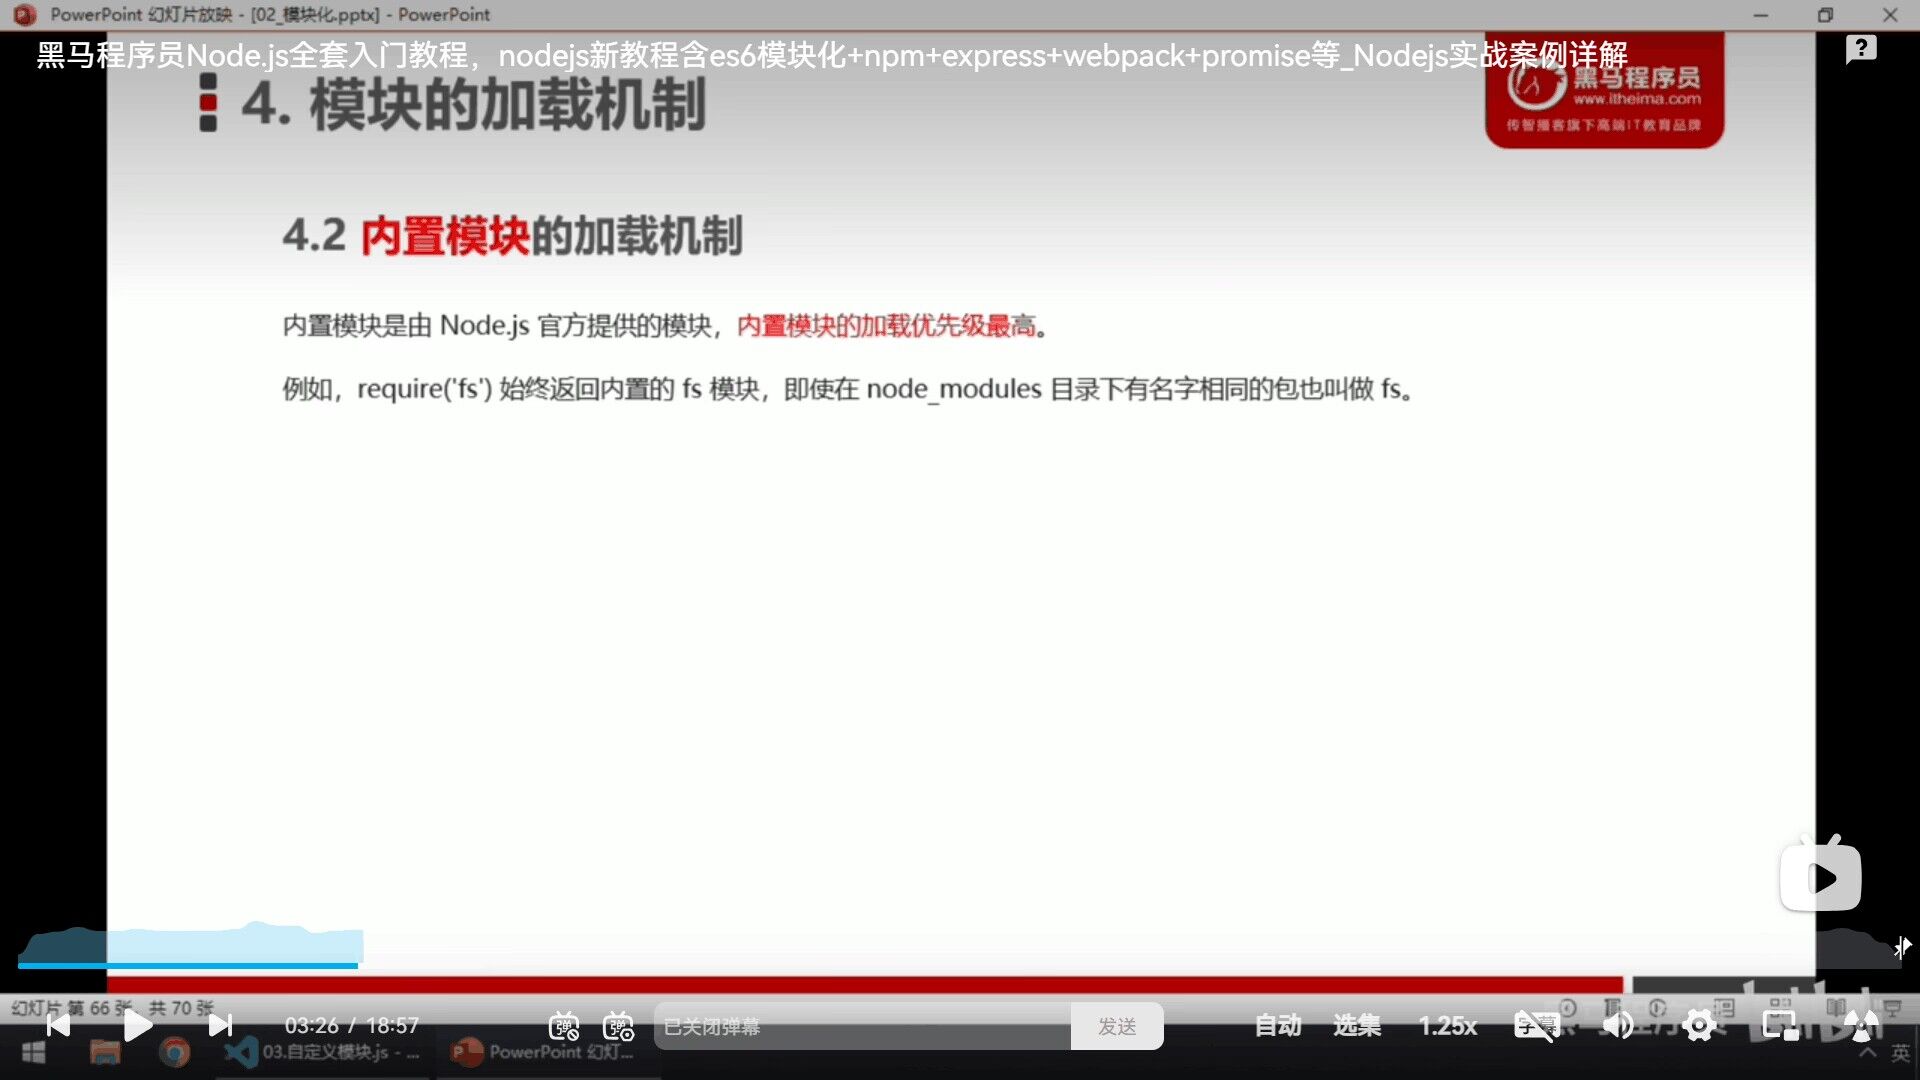 PowerPoint 幻灯片放映 - [02_模块化.pptx] - PowerPoint
黑马程序员Node.js全套入门教程，nodejs新教程含es6模块化+npm+express+webpack+promise等_Nodejs实战案例详解
?
4. 模块的加载机制
黑马程序员
www.itheima.com
传智播客旗下高端IT教育品牌
4.2 内置模块的加载机制
内置模块是由 Node.js 官方提供的模块，内置模块的加载优先级最高。
例如，require('fs') 始终返回内置的 fs 模块，即使在 node_modules 目录下有名字相同的包也叫做 fs。
幻灯片 第 66 张，共 70 张
03:26 / 18:57
弹
弹
已关闭弹幕
发送
自动
选集
1.25x
字幕
03.自定义模块.js - ...
PowerPoint 幻灯...
英